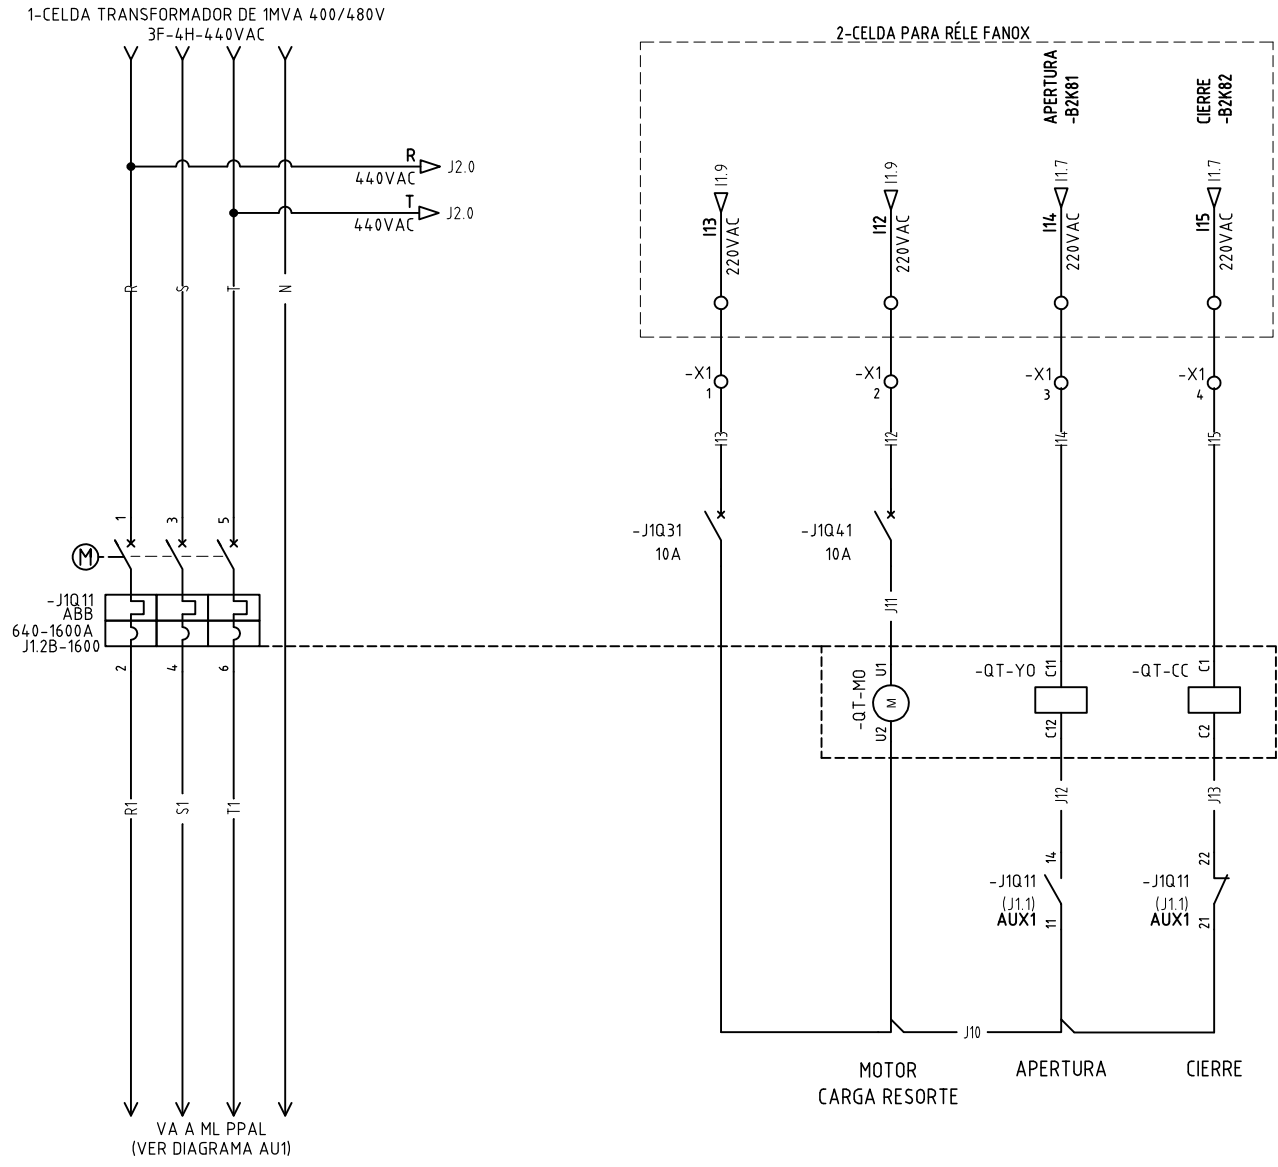 1-CELDA TRANSFORMADOR DE 1MVA 400/480V
3F-4H-440VAC
2-CELDA PARA RÉLE FANOX
APERTURA
-B2K81
CIERRE
-B2K82
R
440VAC
J2.0
T
440VAC
J2.0
I1.9
I13
220VAC
I1.9
I12
220VAC
I1.7
I14
220VAC
I1.7
I15
220VAC
R
S
T
N
-X1
1
-X1
2
-X1
3
-X1
4
I13
I12
I14
I15
1
3
5
M
-J1Q31
10A
-J1Q41
10A
-J1Q11
ABB
640-1600A
J1.2B-1600
2
4
6
J11
-QT-MO
U1
M
U2
-QT-YO
C11
C12
-QT-CC
C1
C2
R1
S1
T1
J12
J13
14
-J1Q11
(J1.1)
AUX1
11
22
-J1Q11
(J1.1)
AUX1
21
J10
MOTOR
CARGA RESORTE
APERTURA
CIERRE
VA A ML PPAL
(VER DIAGRAMA AU1)